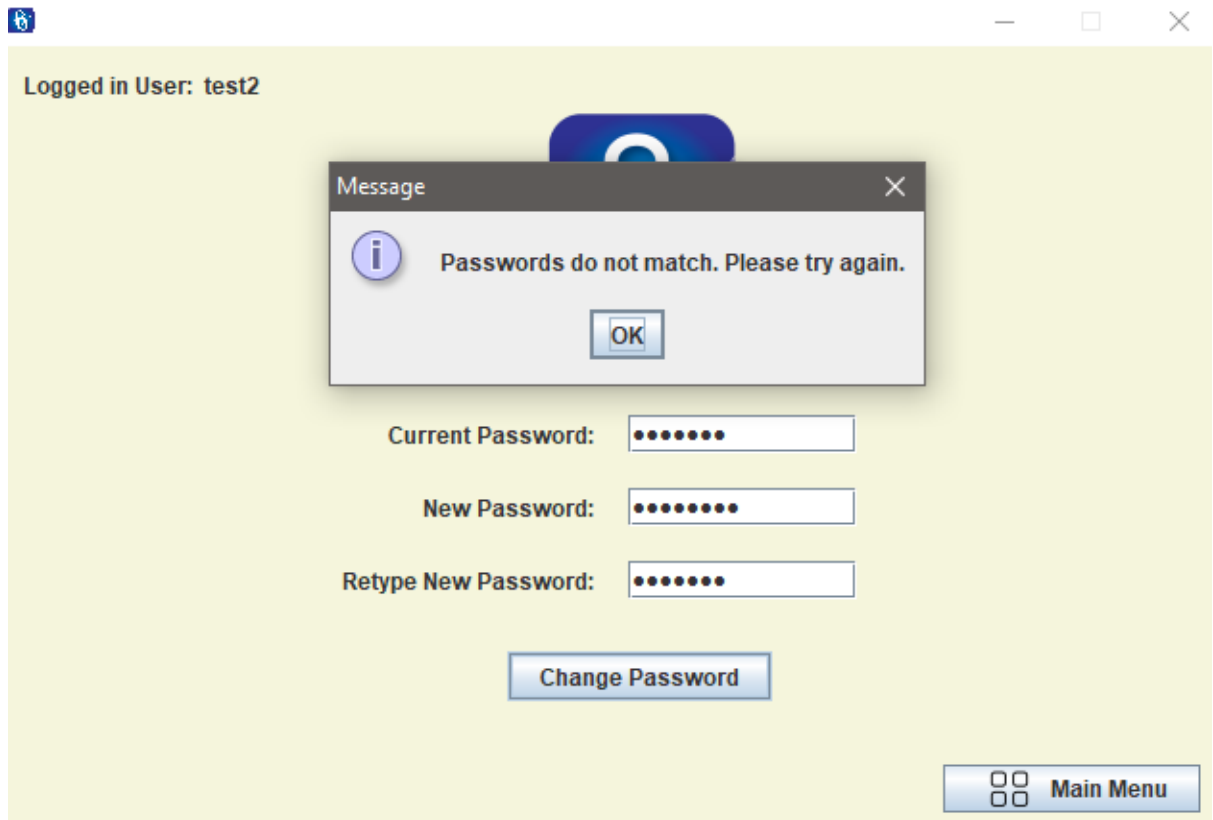 Logged in User: test2
Message
Passwords do not match. Please try again.
OK
Current Password: •••••••
New Password: ••••••••
Retype New Password: •••••••
Change Password
Main Menu